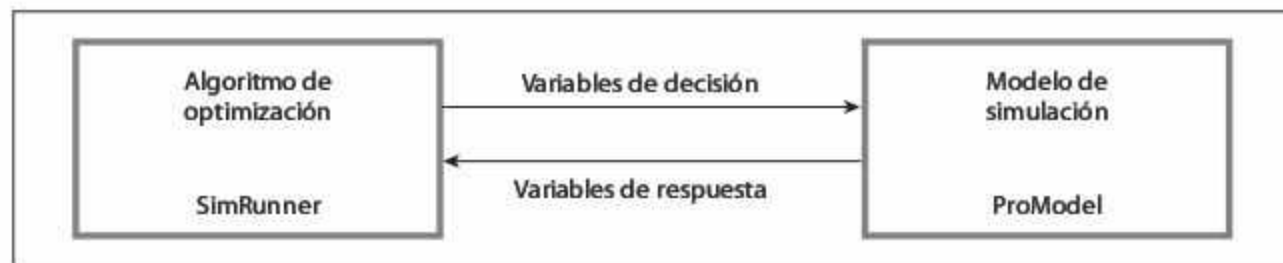 Algoritmo de
optimización
SimRunner
Variables de decisión
Variables de respuesta
Modelo de
simulación
ProModel